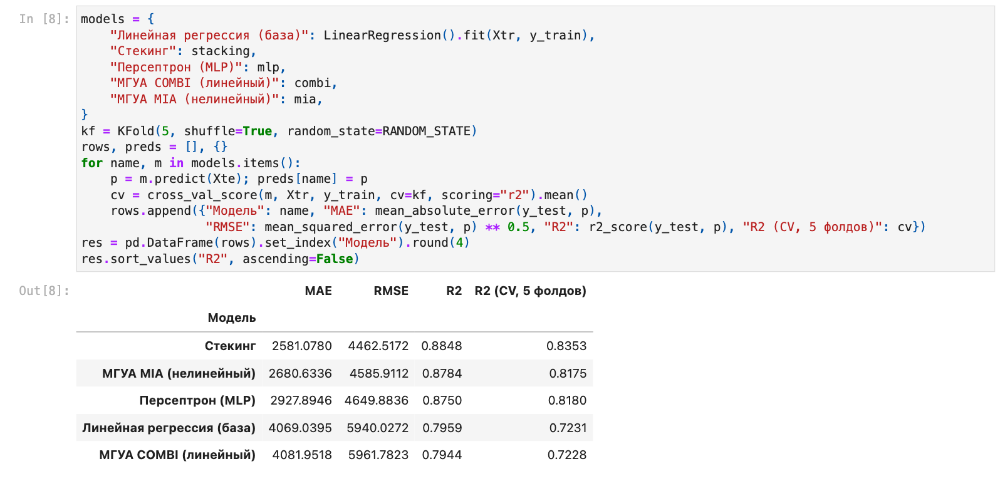 In [8]:
models = {
    "Линейная регрессия (база)": LinearRegression().fit(Xtr, y_train),
    "Стекинг": stacking,
    "Персептрон (MLP)": mlp,
    "МГУА COMBI (линейный)": combi,
    "МГУА MIA (нелинейный)": mia,
}
kf = KFold(5, shuffle=True, random_state=RANDOM_STATE)
rows, preds = [], {}
for name, m in models.items():
    p = m.predict(Xte); preds[name] = p
    cv = cross_val_score(m, Xtr, y_train, cv=kf, scoring="r2").mean()
    rows.append({"Модель": name, "MAE": mean_absolute_error(y_test, p),
                 "RMSE": mean_squared_error(y_test, p) ** 0.5, "R2": r2_score(y_test, p), "R2 (CV, 5 фолдов)": cv})
res = pd.DataFrame(rows).set_index("Модель").round(4)
res.sort_values("R2", ascending=False)
Out[8]:
MAE RMSE R2 R2 (CV, 5 фолдов)
Модель
Стекинг 2581.0780 4462.5172 0.8848 0.8353
МГУА MIA (нелинейный) 2680.6336 4585.9112 0.8784 0.8175
Персептрон (MLP) 2927.8946 4649.8836 0.8750 0.8180
Линейная регрессия (база) 4069.0395 5940.0272 0.7959 0.7231
МГУА COMBI (линейный) 4081.9518 5961.7823 0.7944 0.7228